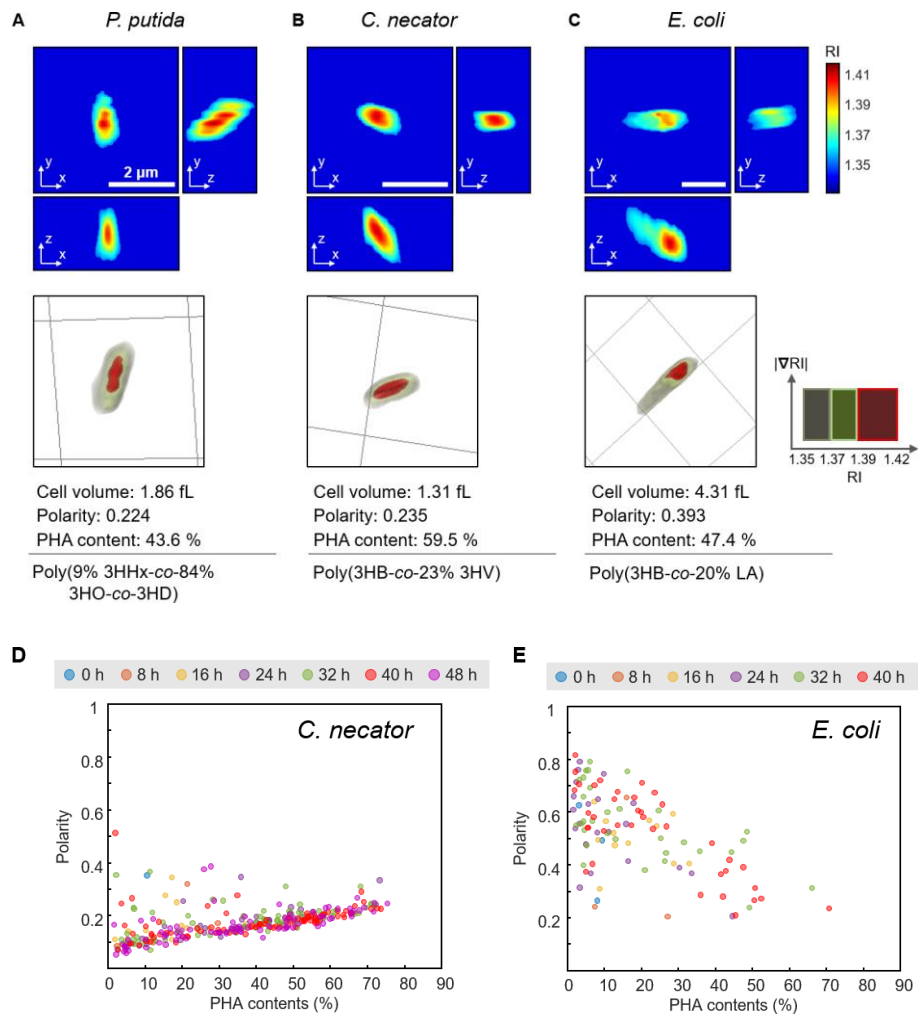 A P. putida B C. necator C E. coli
RI
1.41
1.39
1.37
1.35
y
x
2 µm
y
z
y
x
y
z
y
x
y
z
z
x
z
x
z
x
|∇RI|
1.35 1.37 1.39 1.42
RI
Cell volume: 1.86 fL
Polarity: 0.224
PHA content: 43.6 %
Poly(9% 3HHx-co-84%
3HO-co-3HD)
Cell volume: 1.31 fL
Polarity: 0.235
PHA content: 59.5 %
Poly(3HB-co-23% 3HV)
Cell volume: 4.31 fL
Polarity: 0.393
PHA content: 47.4 %
Poly(3HB-co-20% LA)
D
0 h 8 h 16 h 24 h 32 h 40 h 48 h
C. necator
1
0.8
0.6
0.4
0.2
0
Polarity
0 10 20 30 40 50 60 70 80 90
PHA contents (%)
E
0 h 8 h 16 h 24 h 32 h 40 h
E. coli
1
0.8
0.6
0.4
0.2
0
Polarity
0 10 20 30 40 50 60 70 80 90
PHA contents (%)